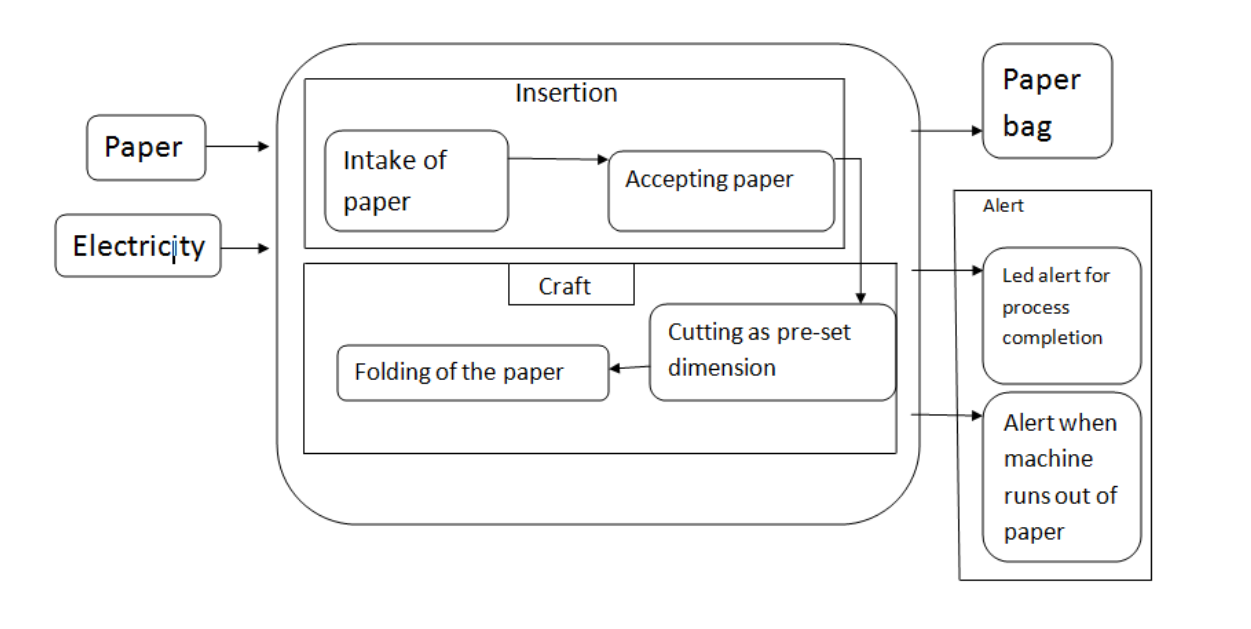 Paper
Electricity
Insertion
Intake of
paper
Accepting paper
Craft
Cutting as pre-set
dimension
Folding of the paper
Paper
bag
Alert
Led alert for
process
completion
Alert when
machine
runs out of
paper